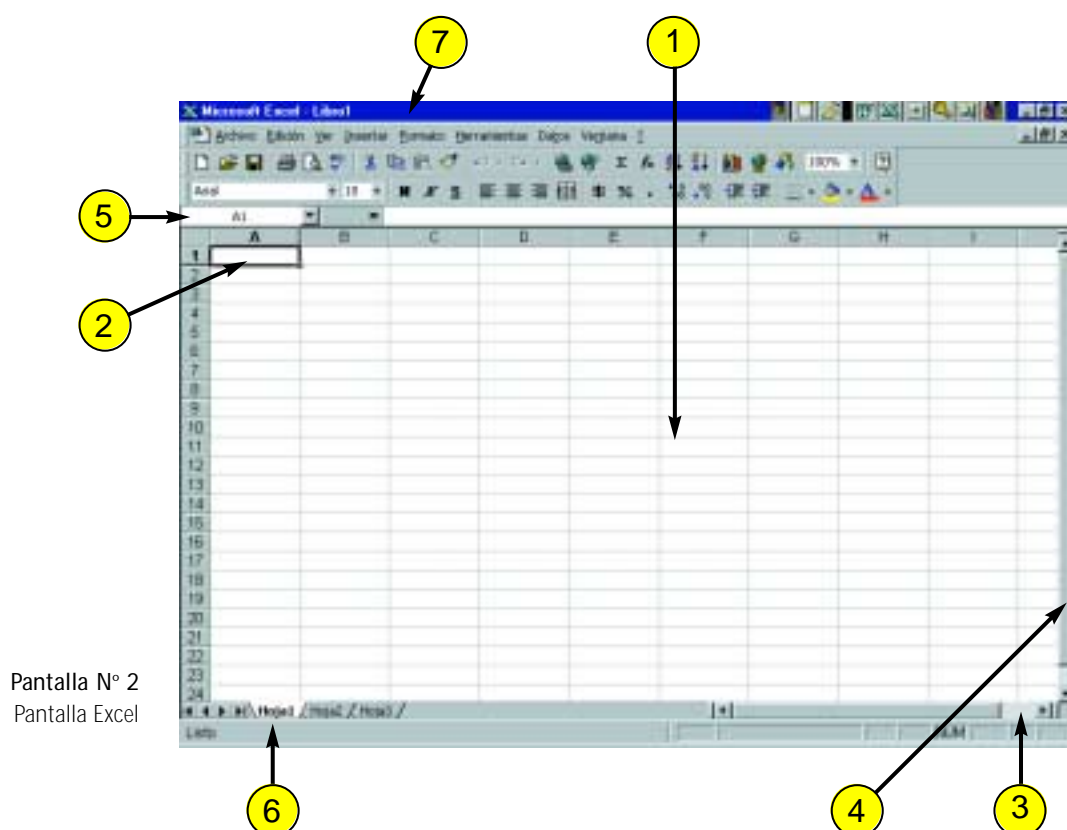 7 1
Microsoft Excel - Libro1
Archivo Edición Ver Insertar Formato Herramientas Datos Ventana ?
100%
Arial 10 N K S $ %
5
A1 =
A B C D E F G H I
1
2
2
3
4
5
6
7
8
9
10
11
12
13
14
15
16
17
18
19
20
21
22
23
24
Pantalla Nº 2
Pantalla Excel
Hoja1 Hoja2 Hoja3
Listo NUM
6 4 3